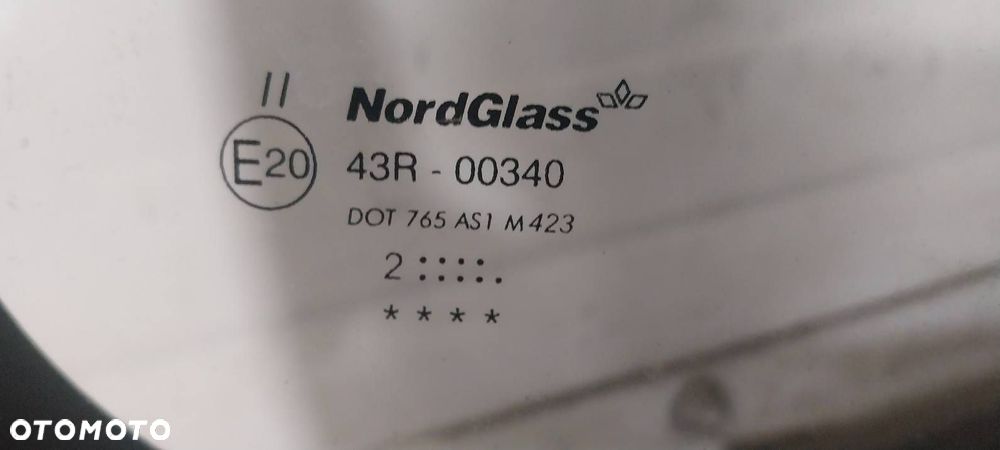 II
NordGlass
E20
43R - 00340
DOT 765 AS1 M423
2 ::::.
* * * *
OTOMOTO